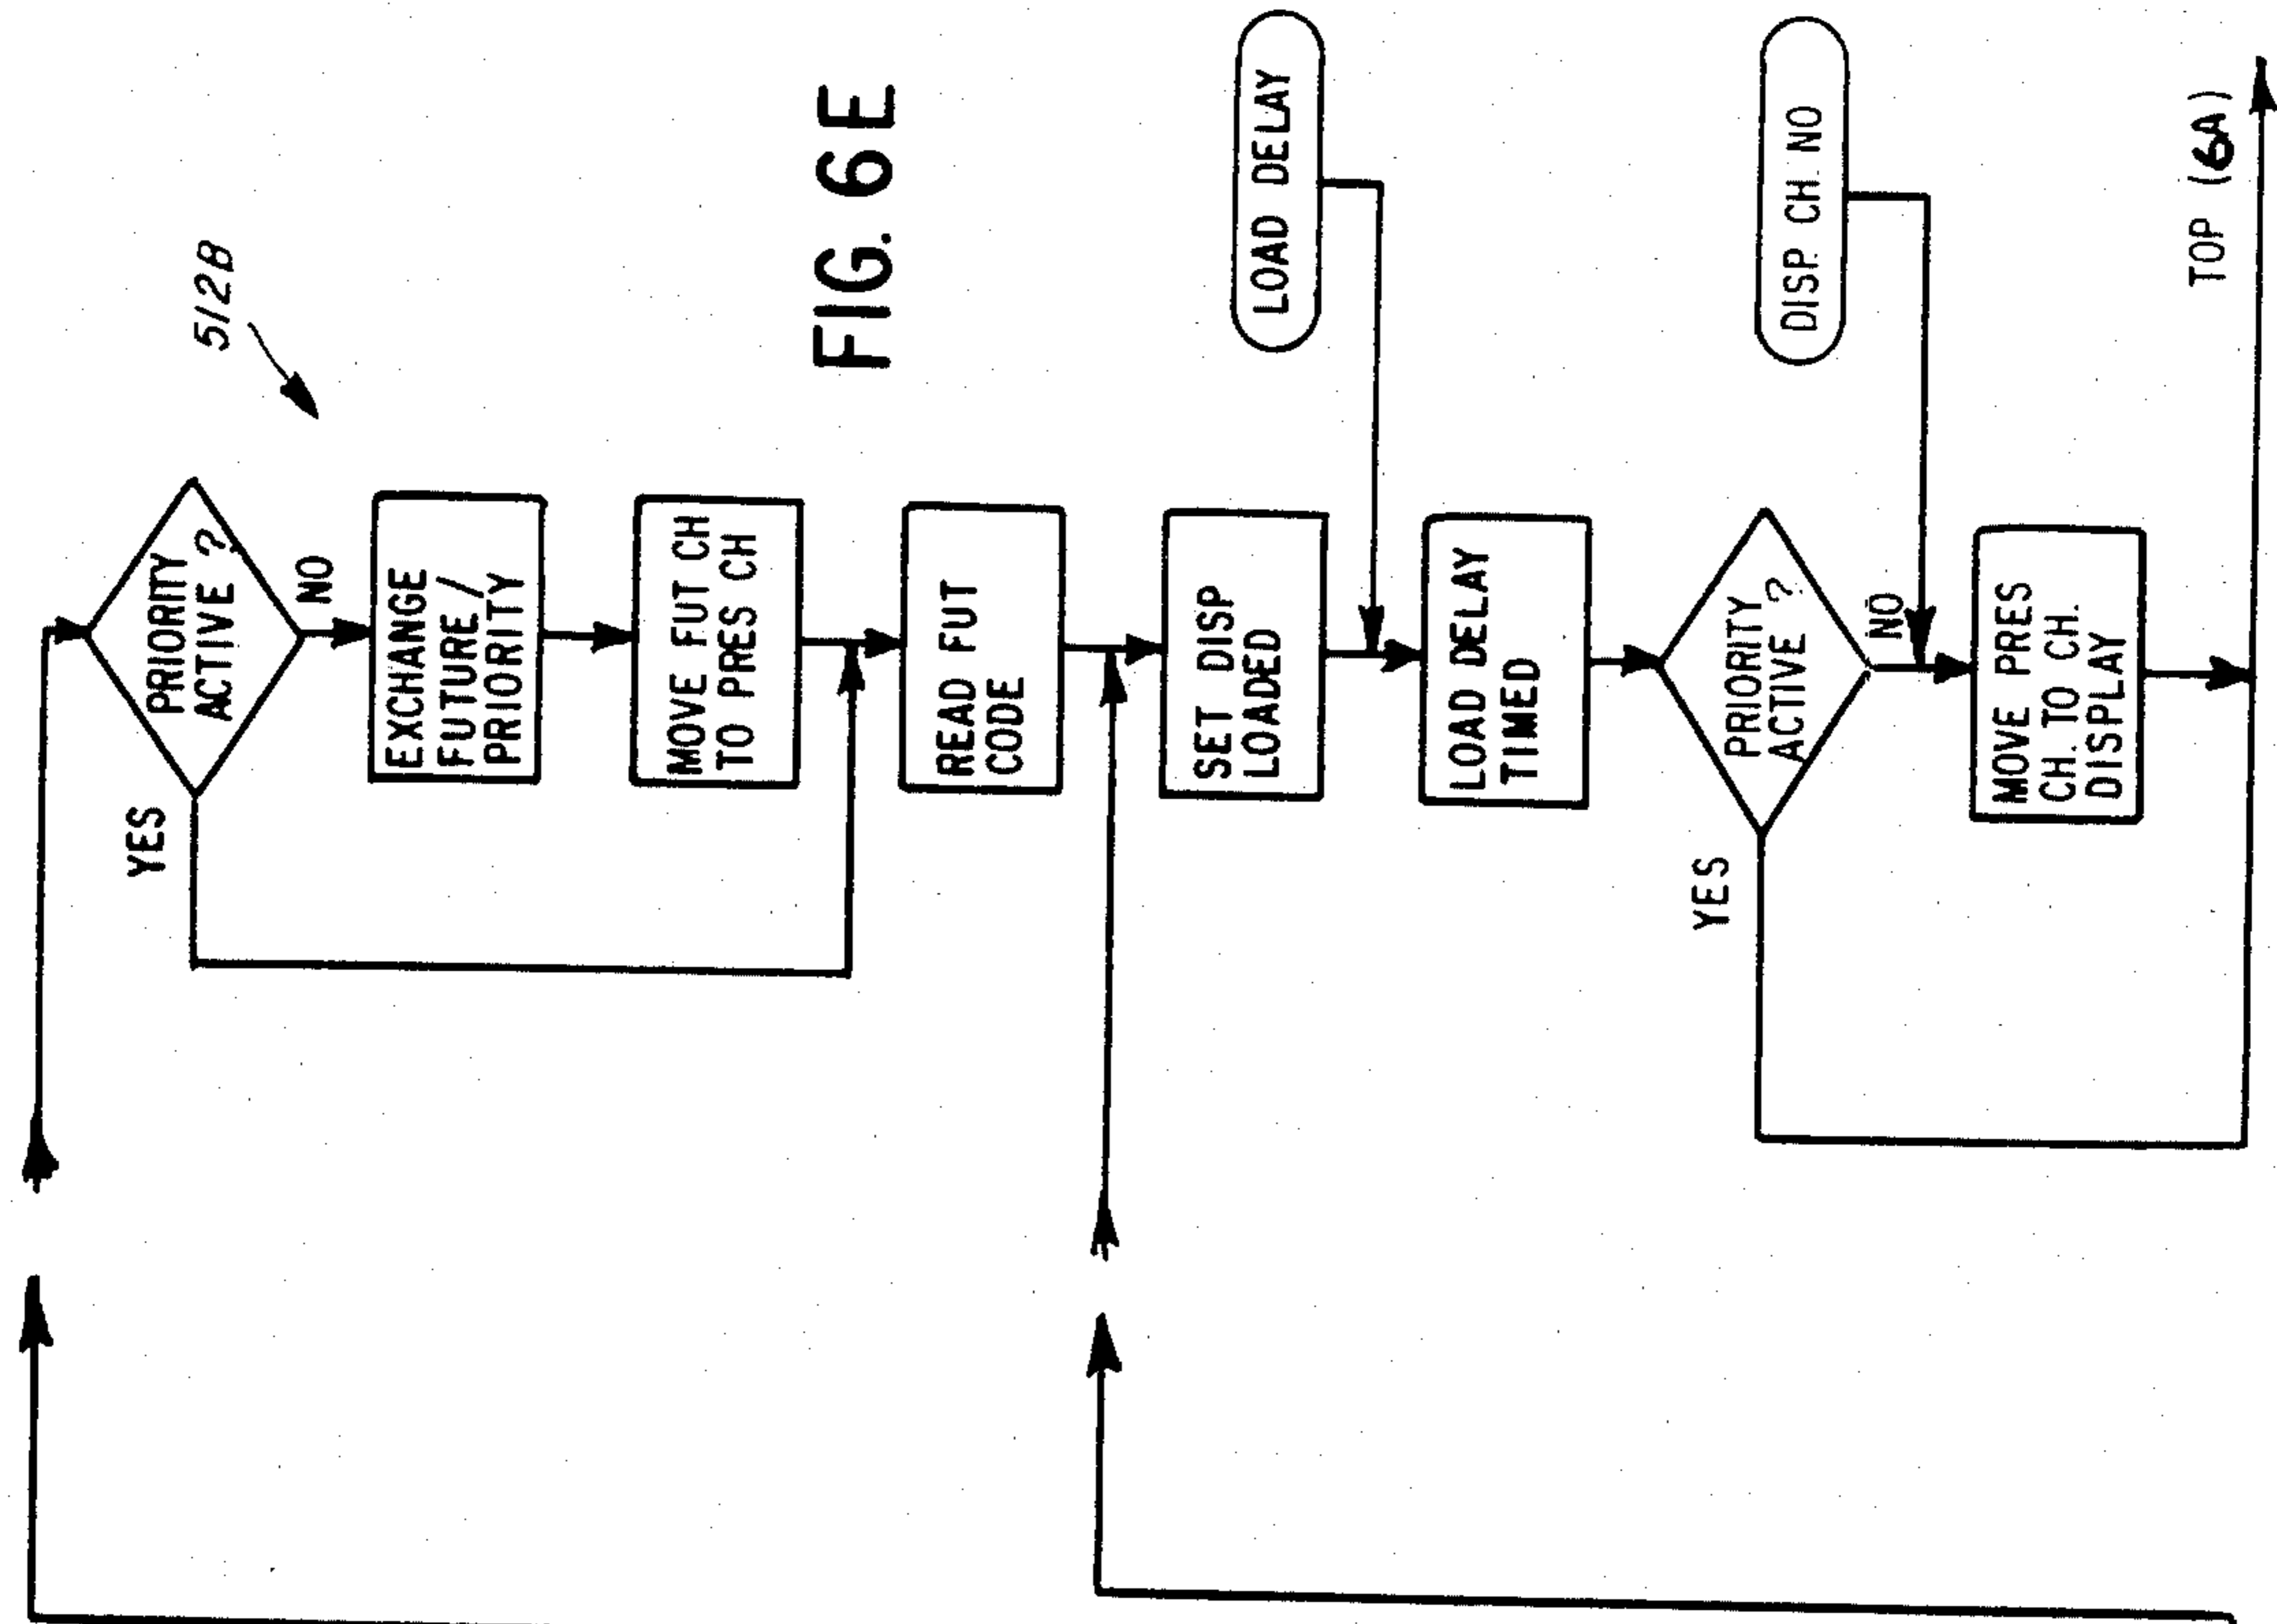 5128
PRIORITY
ACTIVE ?
YES
NO
EXCHANGE
FUTURE /
PRIORITY
MOVE FUT CH
TO PRES CH
FIG. 6E
READ FUT
CODE
SET DISP
LOADED
LOAD DELAY
LOAD DELAY
TIMED
PRIORITY
ACTIVE ?
YES
NO
DISP. CH. NO
MOVE PRES
CH. TO CH.
DISPLAY
TOP (6A)